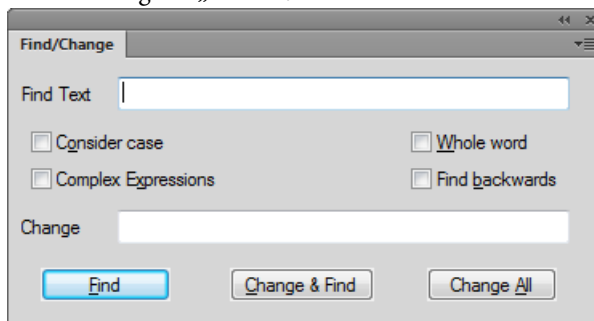 Find/Change
Find Text
Consider case
Whole word
Complex Expressions
Find backwards
Change
Find
Change & Find
Change All